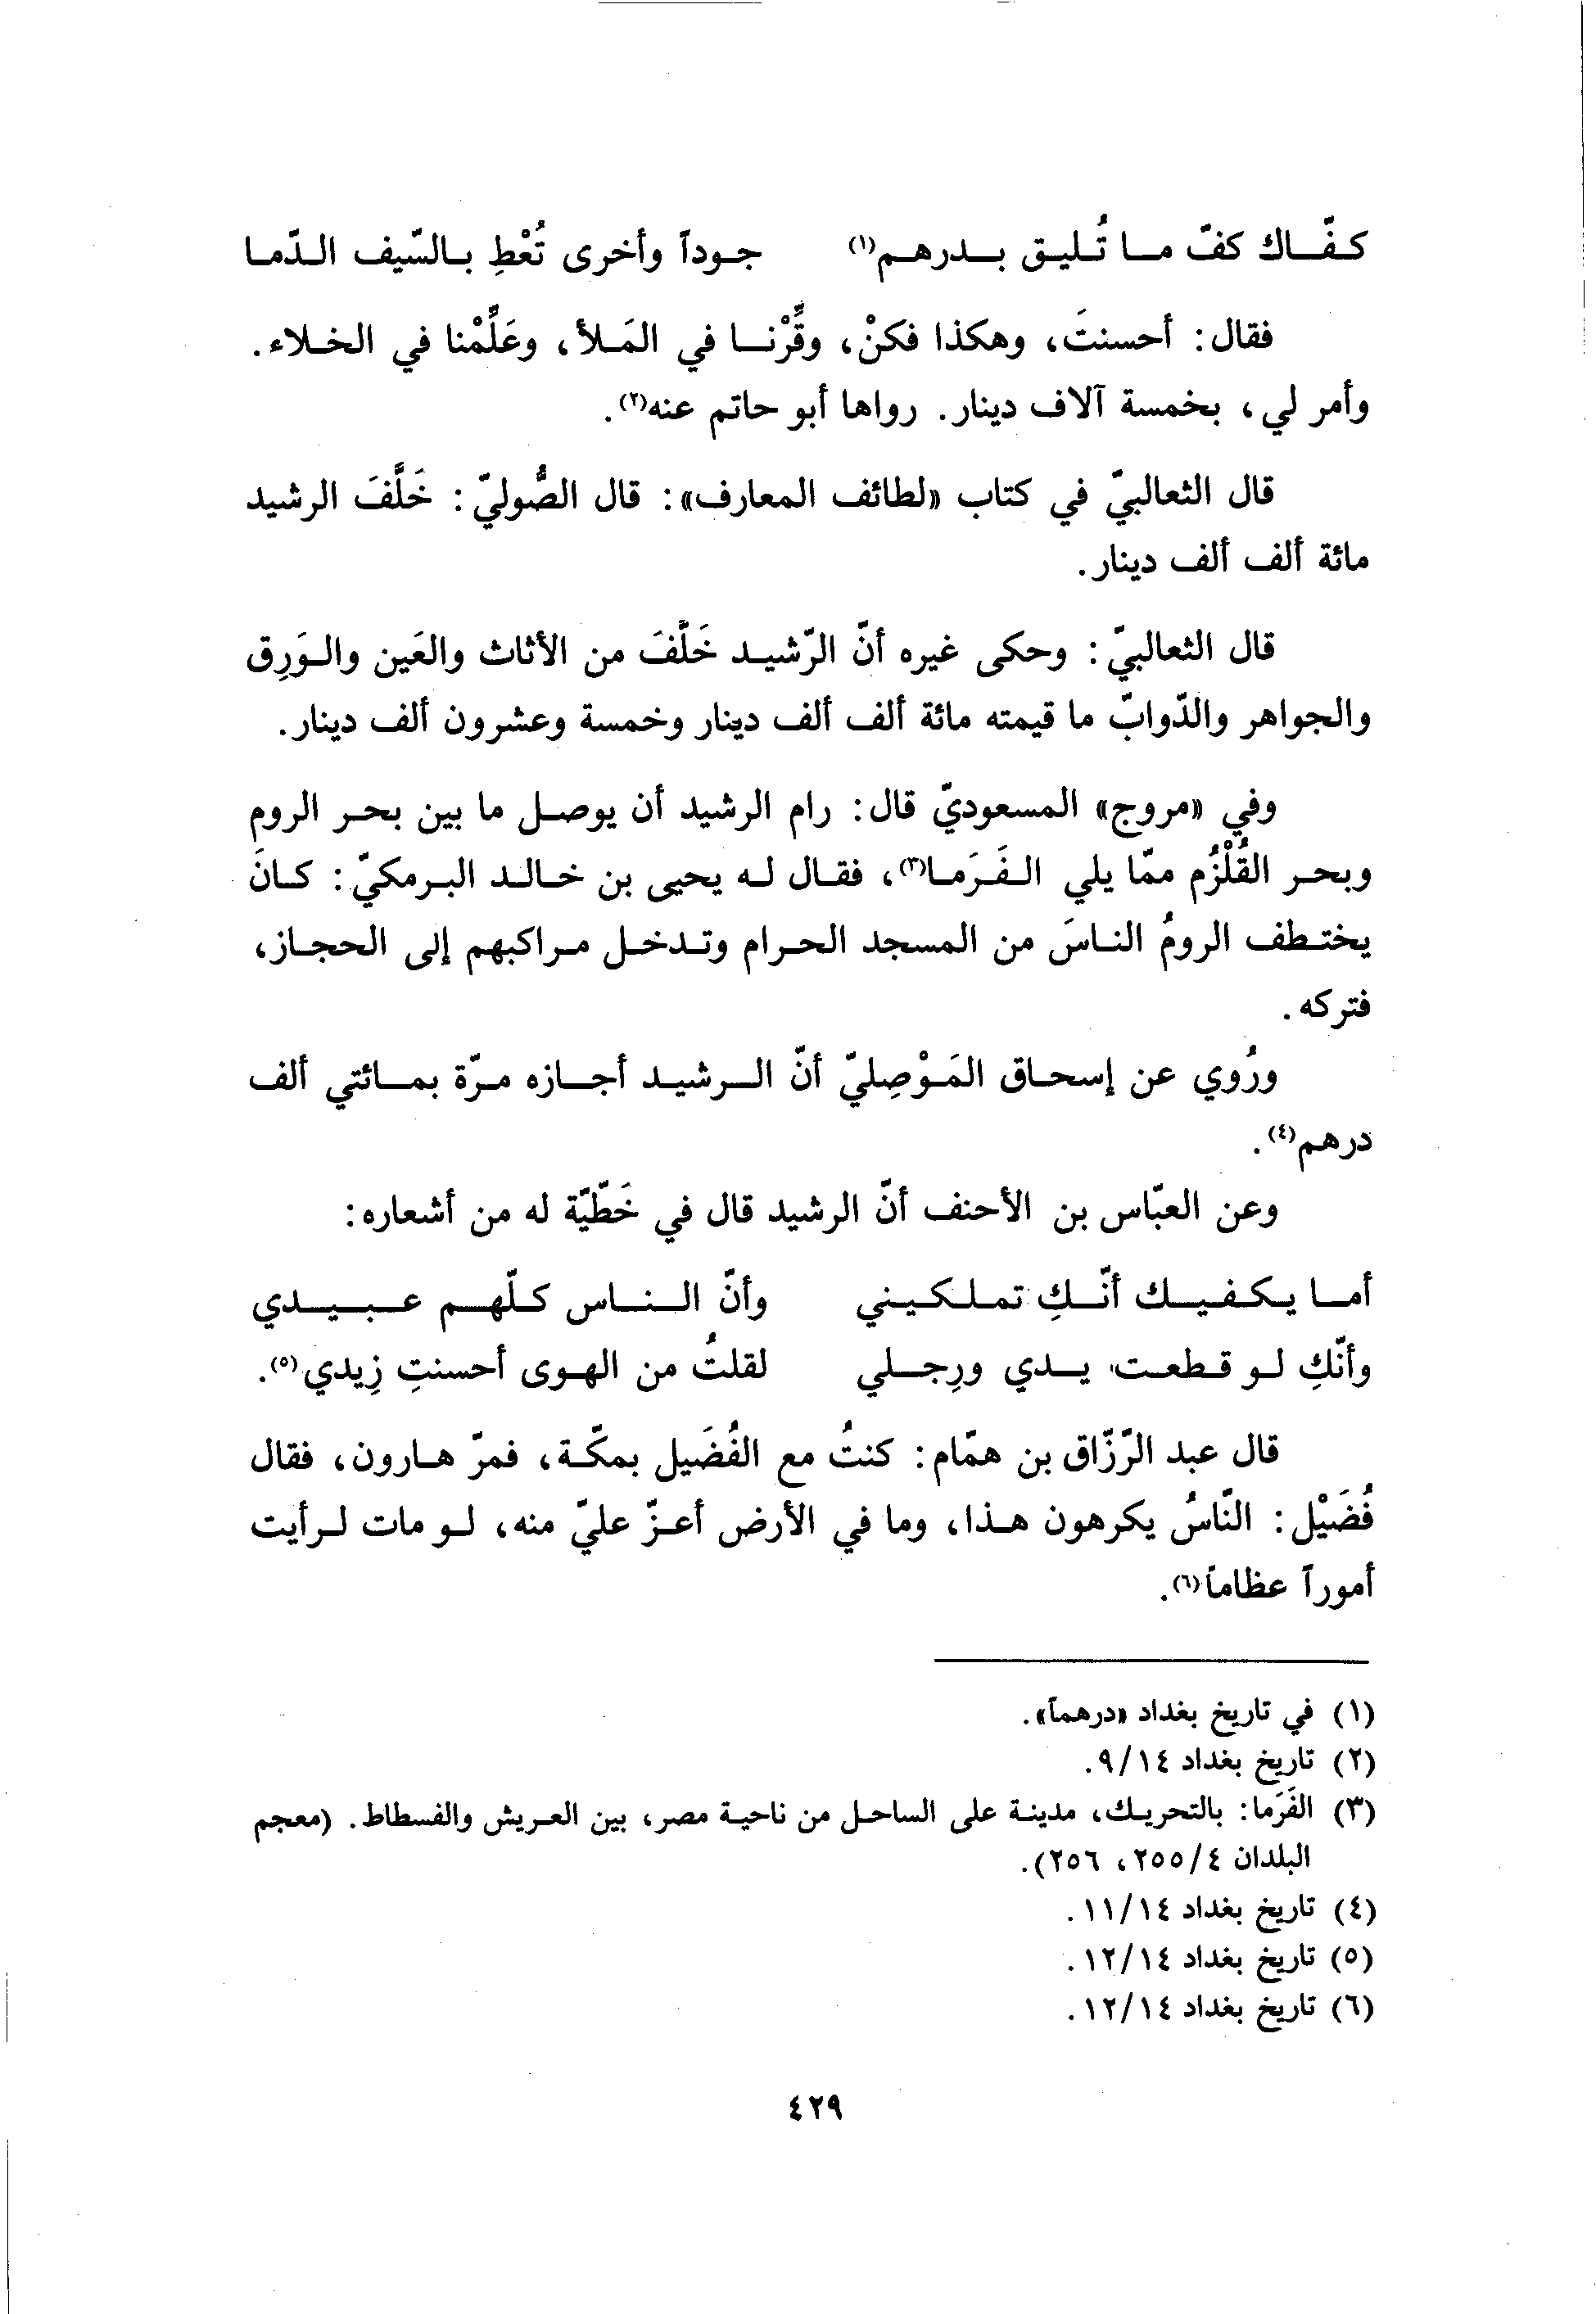 كفّاك كفّ ما تُليق بدرهم(١) جوداً وأخرى تُعْطِ بالسّيف الدّما
فقال: أحسنتَ، وهكذا فكنْ، وقِّرْنا في المَلأ، وعَلِّمْنا في الخلاء.
وأمر لي، بخمسة آلاف دينار. رواها أبو حاتم عنه(٢).
قال الثعالبيّ في كتاب «لطائف المعارف»: قال الصُّوليّ: خَلَّفَ الرشيد
مائة ألف ألف دينار.
قال الثعالبيّ: وحكى غيره أنّ الرّشيد خَلَّفَ من الأثاث والعَين والوَرِق
والجواهر والدّوابّ ما قيمته مائة ألف ألف دينار وخمسة وعشرون ألف دينار.
وفي «مروج» المسعوديّ قال: رام الرشيد أن يوصل ما بين بحر الروم
وبحر القُلْزُم ممّا يلي الفَرَما(٣)، فقال له يحيى بن خالد البرمكيّ: كانَ
يختطف الرومُ الناسَ من المسجد الحرام وتدخل مراكبهم إلى الحجاز،
فتركه.
ورُوي عن إسحاق المَوْصِليّ أنّ الرشيد أجازه مرّة بمائتي ألف
درهم(٤).
وعن العبّاس بن الأحنف أنّ الرشيد قال في خَطّيّة له من أشعاره:
أما يكفيك أنّكِ تملكيني وأنّ الناس كلّهم عبيدي
وأنّكِ لو قطعت يدي ورِجلي لقلتُ من الهوى أحسنتِ زِيدي(٥).
قال عبد الرّزّاق بن همّام: كنتُ مع الفُضَيل بمكّة، فمرّ هارون، فقال
فُضَيْل: النّاسُ يكرهون هذا، وما في الأرض أعزّ عليّ منه، لو مات لرأيت
أموراً عظاماً(٦).
(١) في تاريخ بغداد «درهماً».
(٢) تاريخ بغداد ٩/١٤.
(٣) الفَرَما: بالتحريك، مدينة على الساحل من ناحية مصر، بين العريش والفسطاط. (معجم
البلدان ٢٥٥/٤، ٢٥٦).
(٤) تاريخ بغداد ١١/١٤.
(٥) تاريخ بغداد ١٢/١٤.
(٦) تاريخ بغداد ١٢/١٤.
٤٢٩